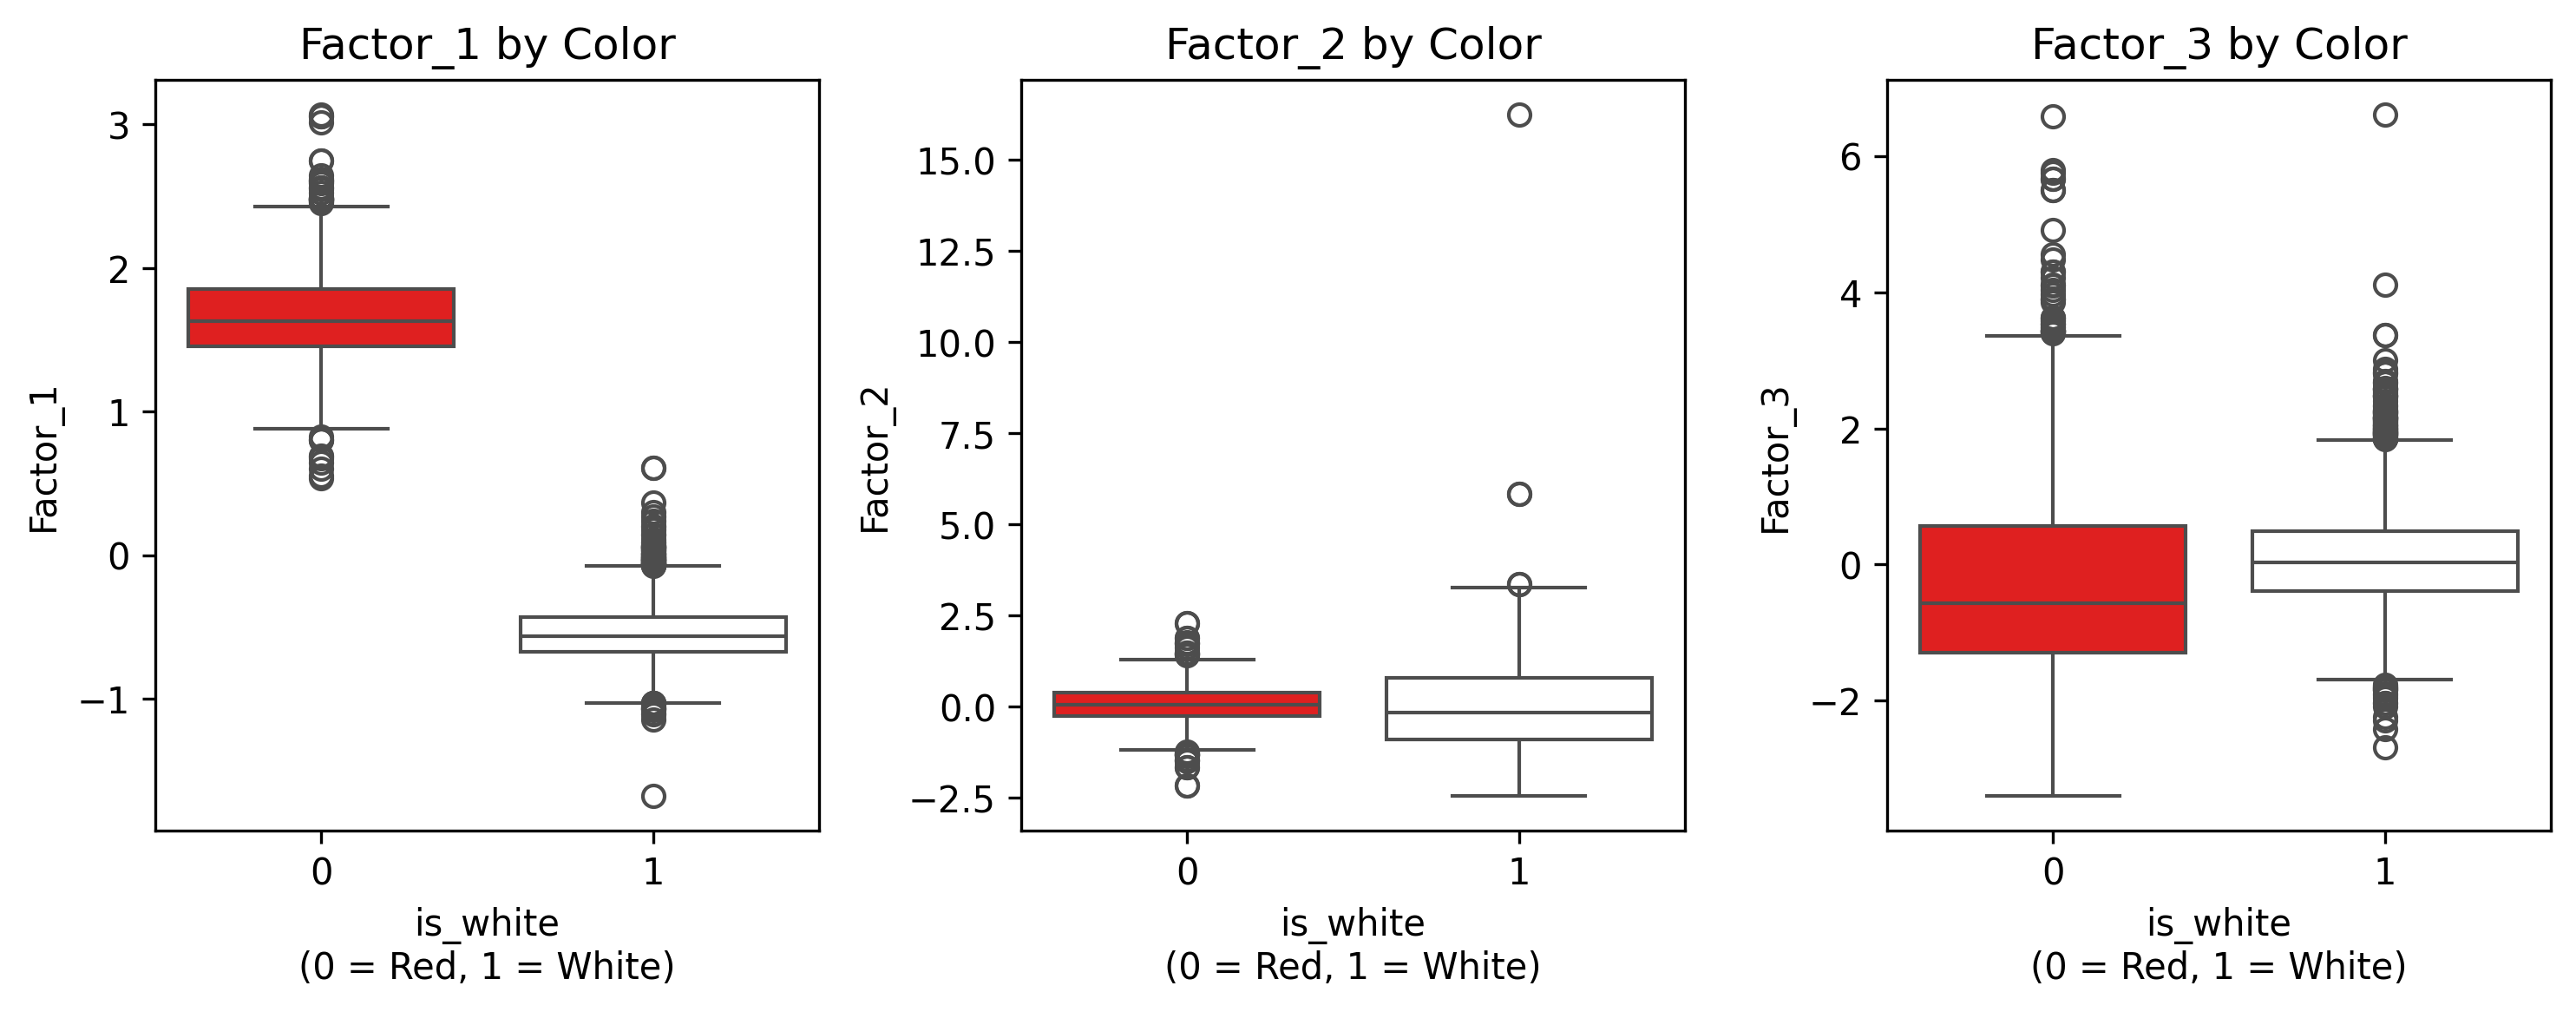 Factor_1 by Color
Factor_1
3
2
1
0
−1
0 1
is_white
(0 = Red, 1 = White)
Factor_2 by Color
Factor_2
15.0
12.5
10.0
7.5
5.0
2.5
0.0
−2.5
0 1
is_white
(0 = Red, 1 = White)
Factor_3 by Color
Factor_3
6
4
2
0
−2
0 1
is_white
(0 = Red, 1 = White)